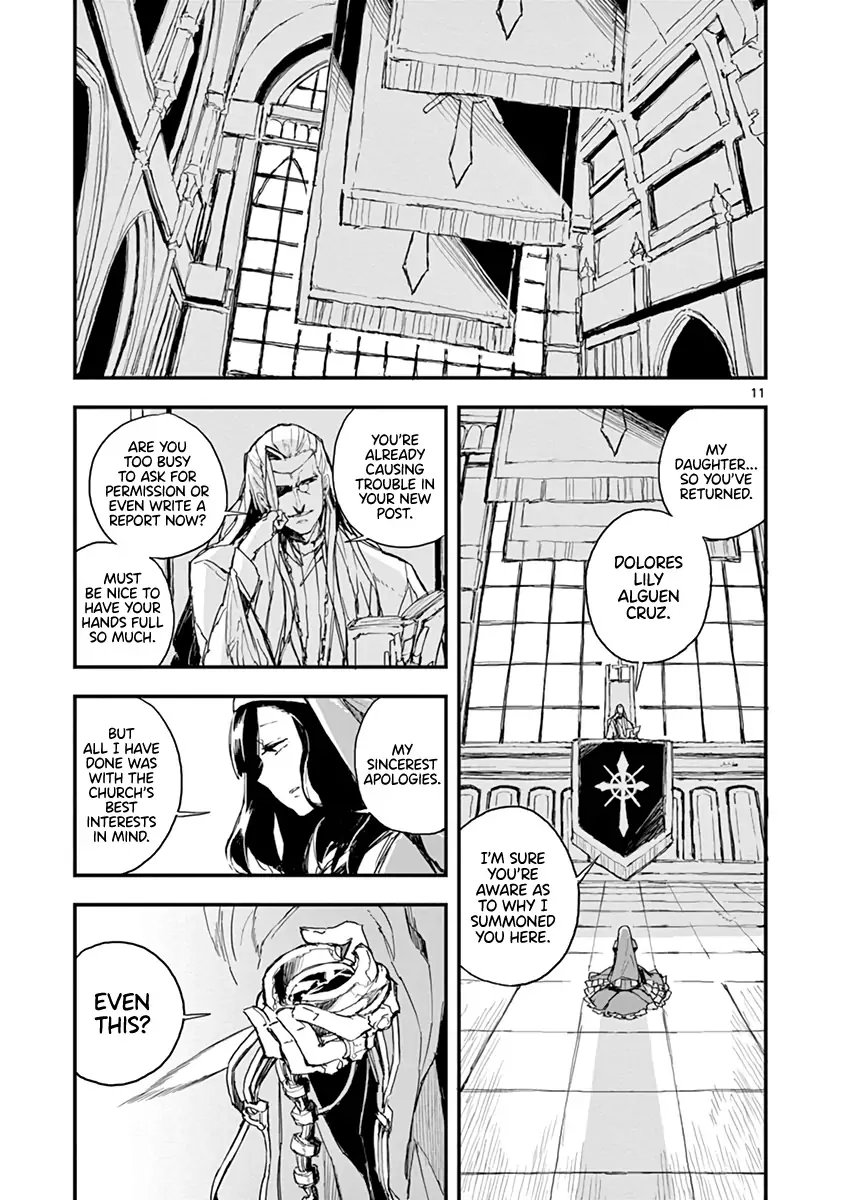 11
MY
DAUGHTER...
SO YOU'VE
RETURNED.
DOLORES
LILY
ALGUEN
CRUZ.
I'M SURE
YOU'RE
AWARE AS
TO WHY I
SUMMONED
YOU HERE.
YOU'RE
ALREADY
CAUSING
TROUBLE IN
YOUR NEW
POST.
ARE YOU
TOO BUSY
TO ASK FOR
PERMISSION OR
EVEN WRITE A
REPORT NOW?
MUST
BE NICE TO
HAVE YOUR
HANDS FULL
SO MUCH.
MY
SINCEREST
APOLOGIES.
BUT
ALL I HAVE
DONE WAS
WITH THE
CHURCH'S
BEST
INTERESTS
IN MIND.
EVEN
THIS?